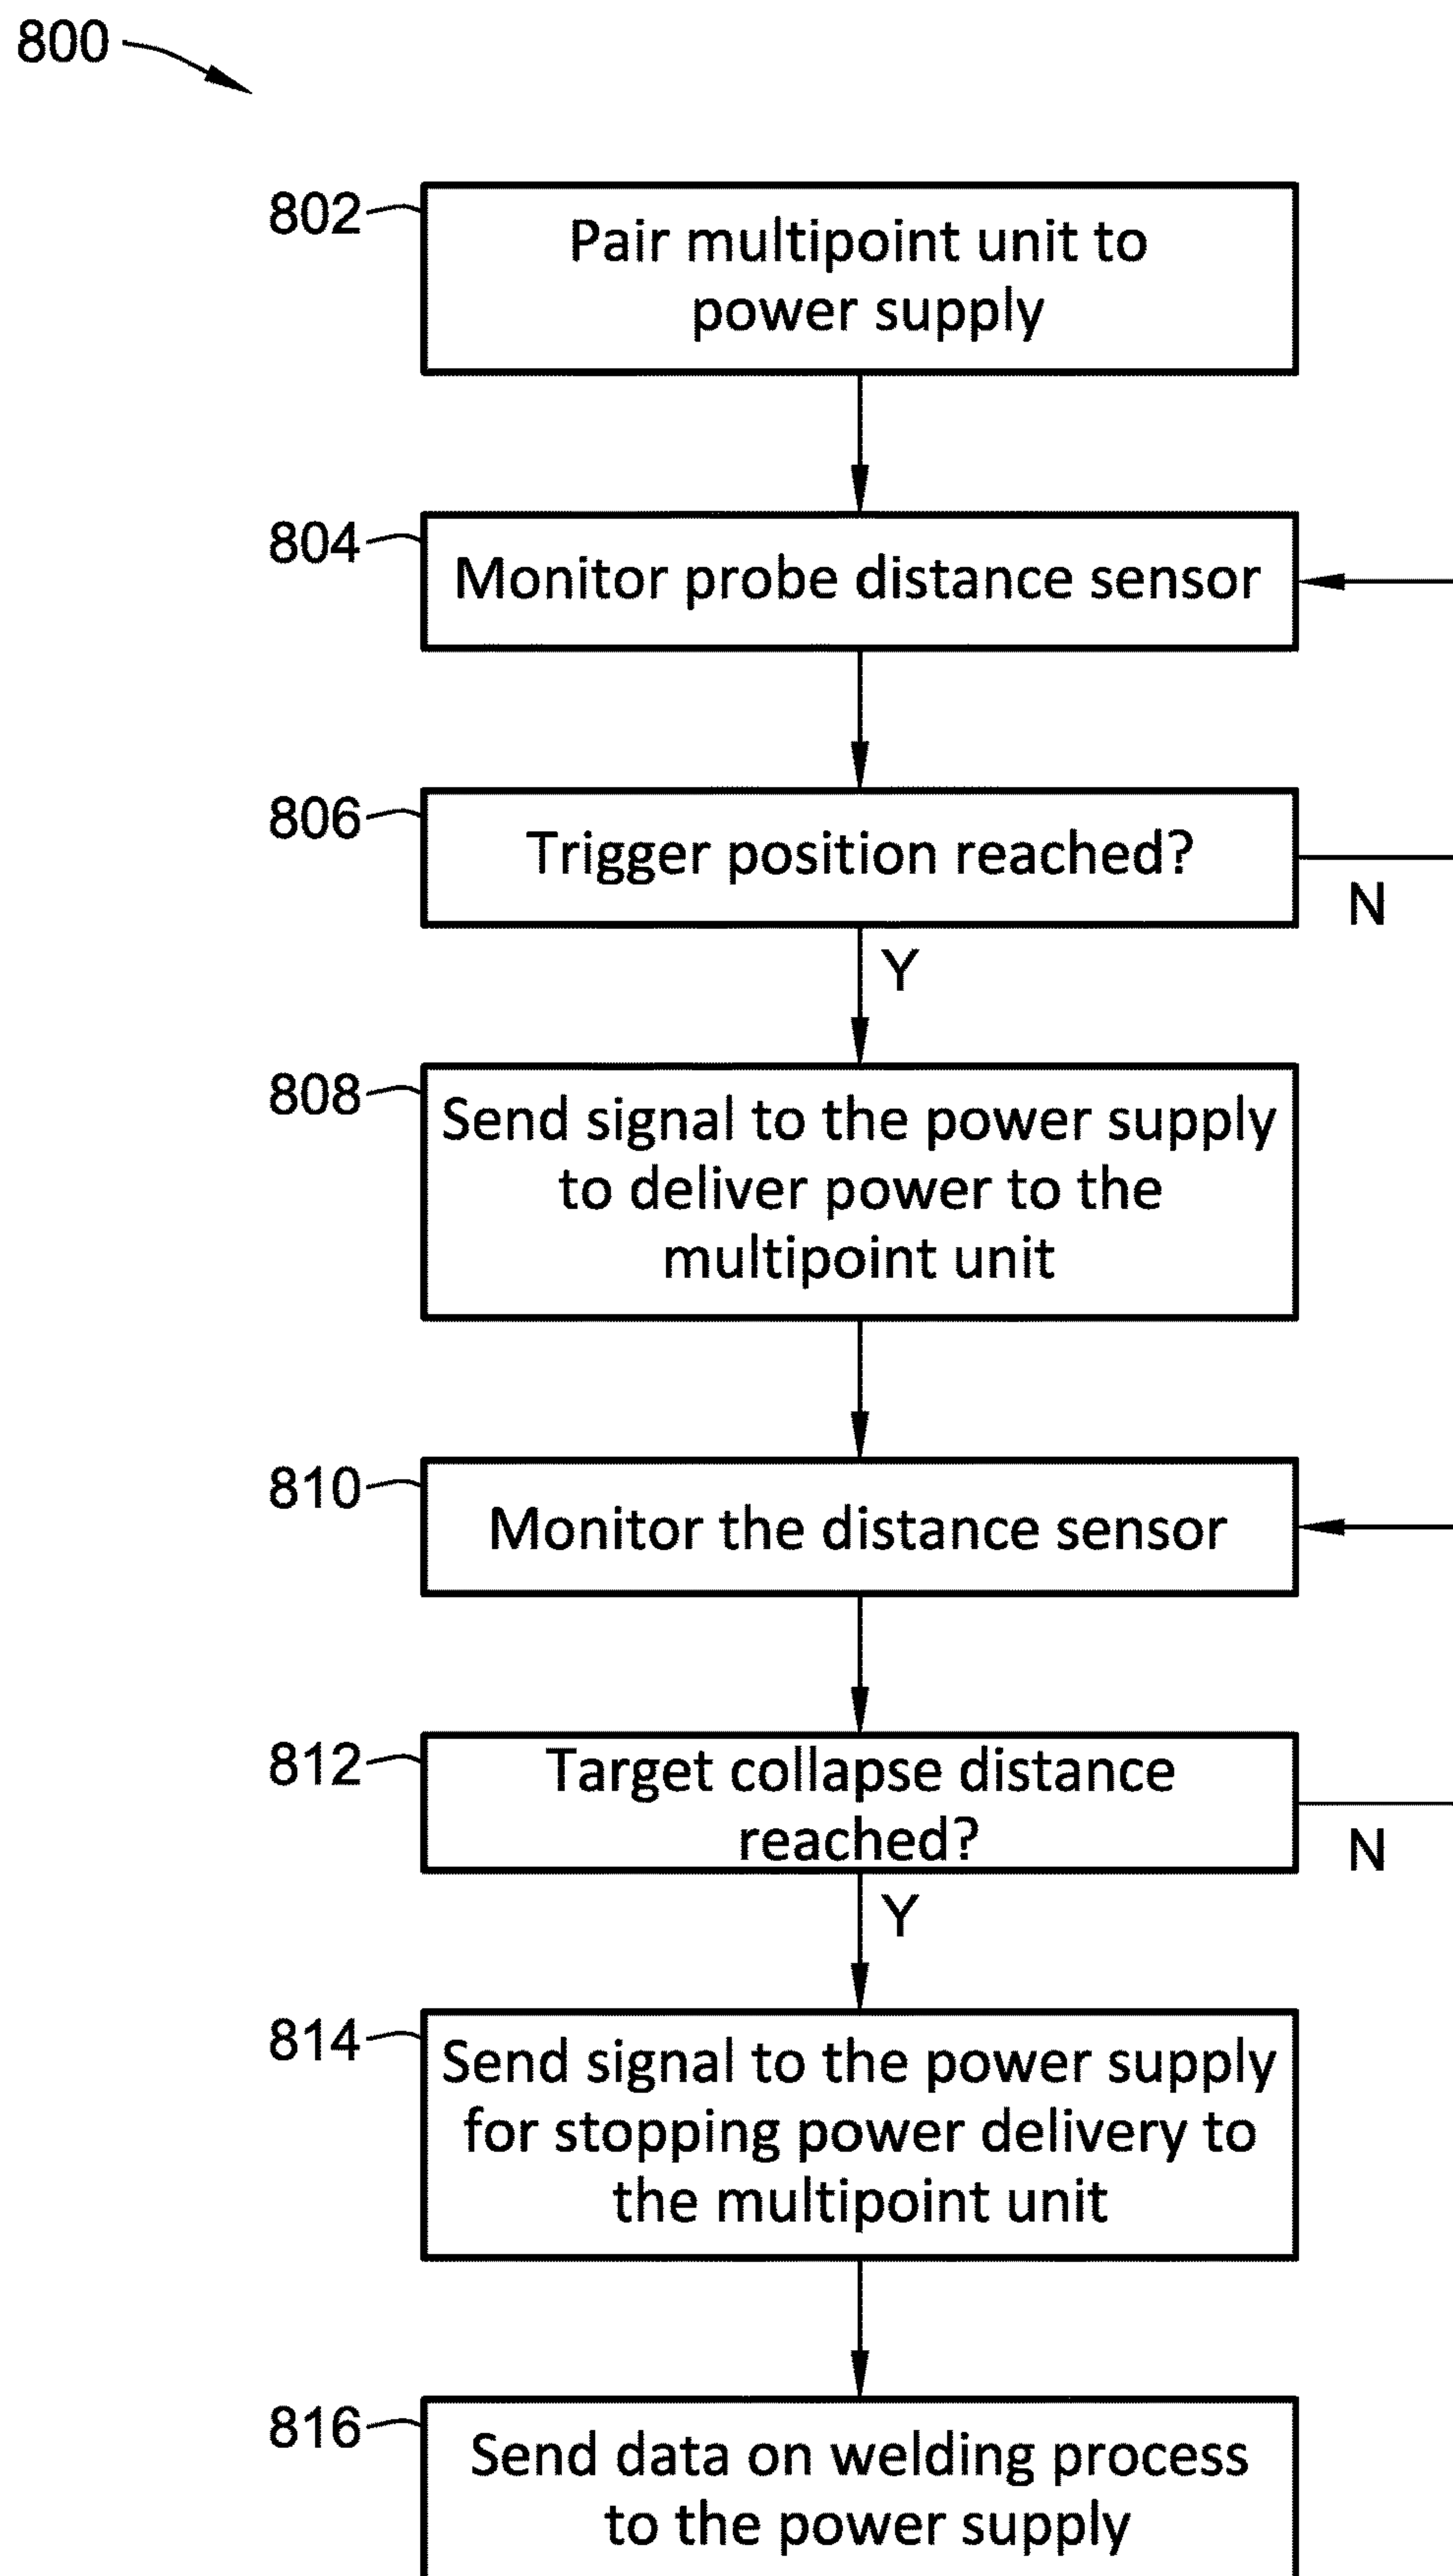 800
802
Pair multipoint unit to
power supply
804
Monitor probe distance sensor
806
Trigger position reached?
N
Y
808
Send signal to the power supply
to deliver power to the
multipoint unit
810
Monitor the distance sensor
812
Target collapse distance
reached?
N
Y
814
Send signal to the power supply
for stopping power delivery to
the multipoint unit
816
Send data on welding process
to the power supply